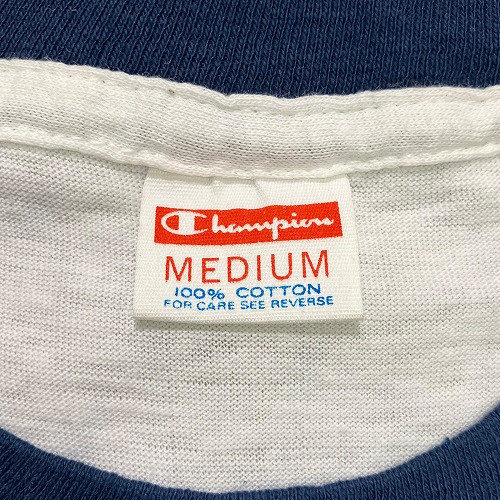 Champion
MEDIUM
100% COTTON
FOR CARE SEE REVERSE